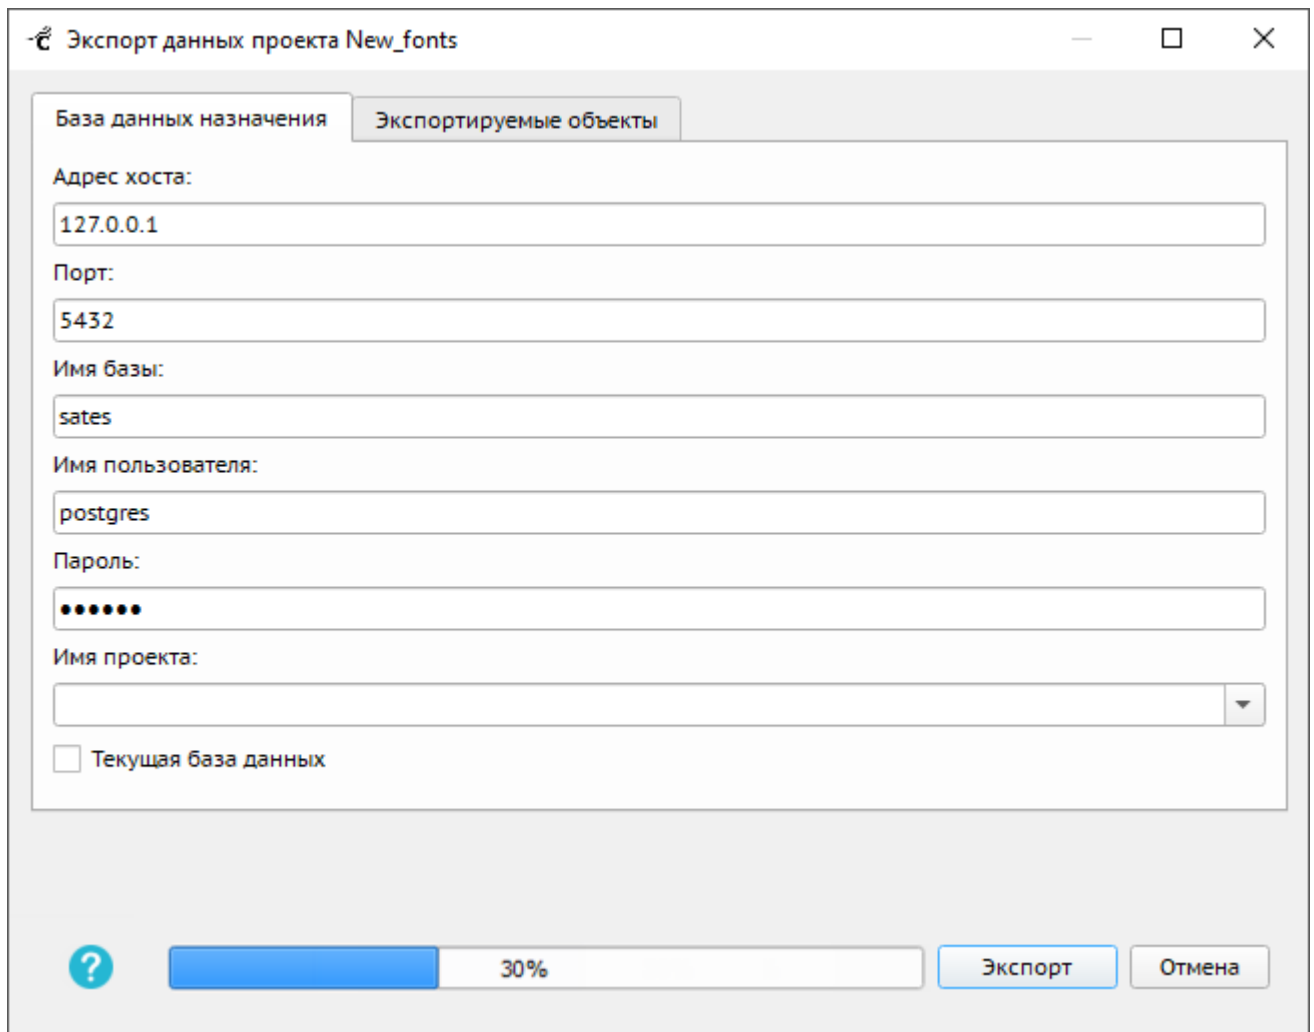 Экспорт данных проекта New_fonts
База данных назначения
Экспортируемые объекты
Адрес хоста:
127.0.0.1
Порт:
5432
Имя базы:
sates
Имя пользователя:
postgres
Пароль:
••••••
Имя проекта:
Текущая база данных
?
30%
Экспорт
Отмена